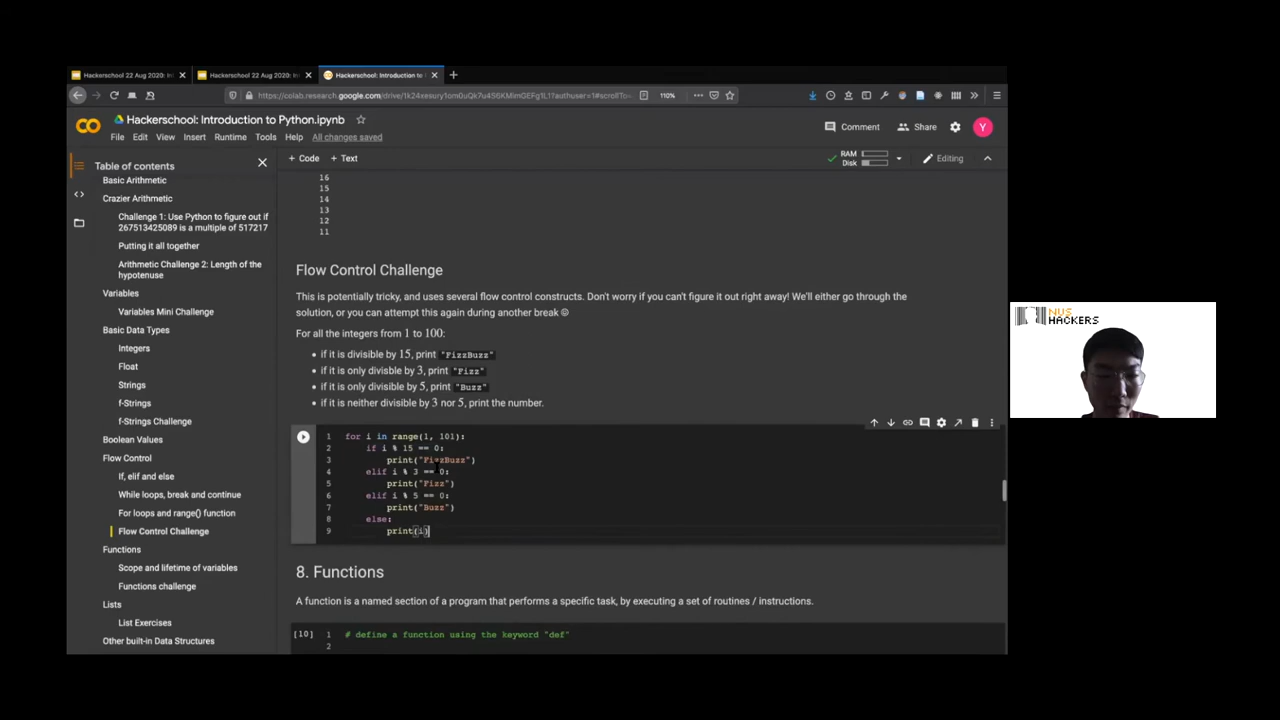 Hackerschool 22 Aug 2020: In
Hackerschool 22 Aug 2020: In
Hackerschool: Introduction to
110%
Hackerschool: Introduction to Python.ipynb
File Edit View Insert Runtime Tools Help All changes saved
Comment
Share
Y
Table of contents
+ Code + Text
RAM
Disk
Editing
Basic Arithmetic
Crazier Arithmetic
Challenge 1: Use Python to figure out if
267513425089 is a multiple of 517217
Putting it all together
Arithmetic Challenge 2: Length of the
hypotenuse
Variables
Variables Mini Challenge
Basic Data Types
Integers
Float
Strings
f-Strings
f-Strings Challenge
Boolean Values
Flow Control
If, elif and else
While loops, break and continue
For loops and range() function
Flow Control Challenge
Functions
Scope and lifetime of variables
Functions challenge
Lists
List Exercises
Other built-in Data Structures
16
15
14
13
12
11
Flow Control Challenge
This is potentially tricky, and uses several flow control constructs. Don't worry if you can't figure it out right away! We'll either go through the
solution, or you can attempt this again during another break ☺
For all the integers from 1 to 100:
• if it is divisible by 15, print "FizzBuzz"
• if it is only divisble by 3, print "Fizz"
• if it is only divisible by 5, print "Buzz"
• if it is neither divisible by 3 nor 5, print the number.
1 for i in range(1, 101):
2 if i % 15 == 0:
3 print("FizzBuzz")
4 elif i % 3 == 0:
5 print("Fizz")
6 elif i % 5 == 0:
7 print("Buzz")
8 else:
9 print(i)
8. Functions
A function is a named section of a program that performs a specific task, by executing a set of routines / instructions.
[10] 1 # define a function using the keyword "def"
2
NUS
HACKERS